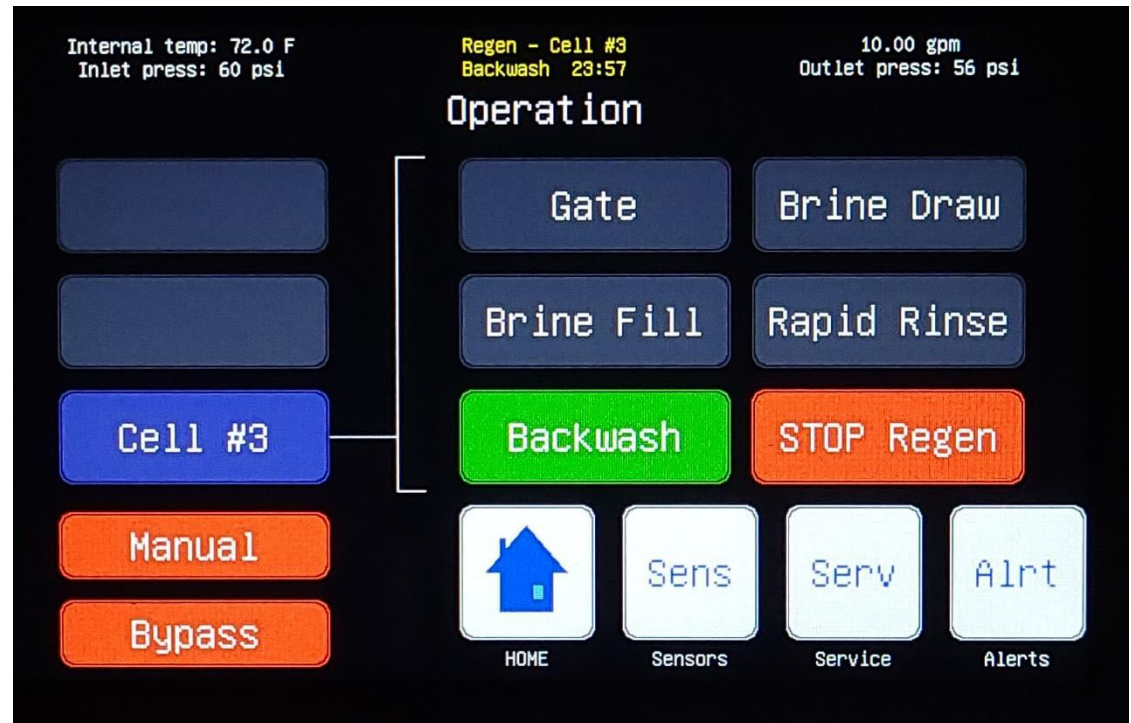 Internal temp: 72.0 F
Inlet press: 60 psi
Regen - Cell #3
Backwash 23:57
10.00 gpm
Outlet press: 56 psi
Operation
Gate
Brine Draw
Brine Fill
Rapid Rinse
Cell #3
Backwash
STOP Regen
Manual
Bypass
Sens
Serv
Alrt
HOME
Sensors
Service
Alerts